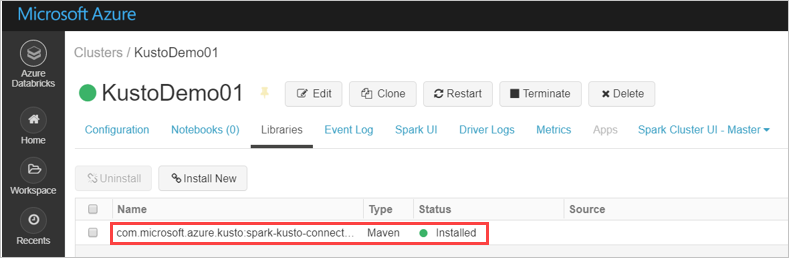 Microsoft Azure
Azure
Databricks
Home
Workspace
Recents
Clusters / KustoDemo01
KustoDemo01
Edit
Clone
Restart
Terminate
Delete
Configuration
Notebooks (0)
Libraries
Event Log
Spark UI
Driver Logs
Metrics
Apps
Spark Cluster UI - Master
Uninstall
Install New
Name
Type
Status
Source
com.microsoft.azure.kusto:spark-kusto-connect...
Maven
Installed